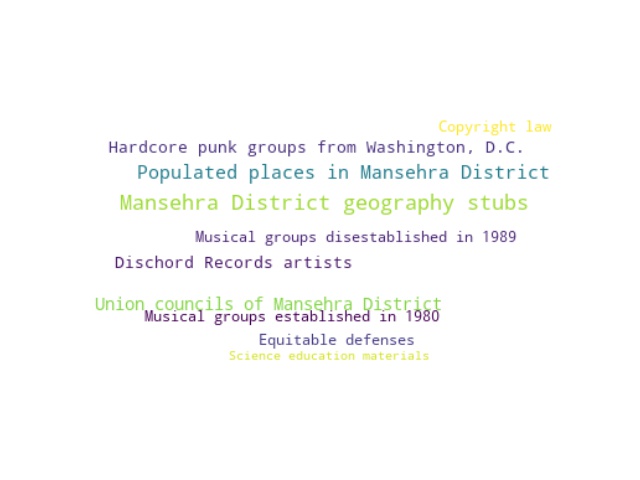 Copyright law
Hardcore punk groups from Washington, D.C.
Populated places in Mansehra District
Mansehra District geography stubs
Musical groups disestablished in 1989
Dischord Records artists
Union councils of Mansehra District
Musical groups established in 1980
Equitable defenses
Science education materials